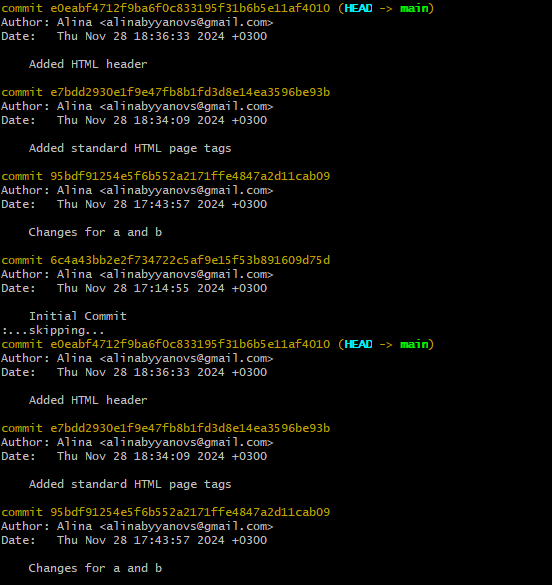 commit e0eabf4712f9ba6f0c833195f31b6b5e11af4010 (HEAD -> main)
Author: Alina <alinabyyanovs@gmail.com>
Date:   Thu Nov 28 18:36:33 2024 +0300
    Added HTML header
commit e7bdd2930e1f9e47fb8b1fd3d8e14ea3596be93b
Author: Alina <alinabyyanovs@gmail.com>
Date:   Thu Nov 28 18:34:09 2024 +0300
    Added standard HTML page tags
commit 95bdf91254e5f6b552a2171ffe4847a2d11cab09
Author: Alina <alinabyyanovs@gmail.com>
Date:   Thu Nov 28 17:43:57 2024 +0300
    Changes for a and b
commit 6c4a43bb2e2f734722c5af9e15f53b891609d75d
Author: Alina <alinabyyanovs@gmail.com>
Date:   Thu Nov 28 17:14:55 2024 +0300
    Initial Commit
:...skipping...
commit e0eabf4712f9ba6f0c833195f31b6b5e11af4010 (HEAD -> main)
Author: Alina <alinabyyanovs@gmail.com>
Date:   Thu Nov 28 18:36:33 2024 +0300
    Added HTML header
commit e7bdd2930e1f9e47fb8b1fd3d8e14ea3596be93b
Author: Alina <alinabyyanovs@gmail.com>
Date:   Thu Nov 28 18:34:09 2024 +0300
    Added standard HTML page tags
commit 95bdf91254e5f6b552a2171ffe4847a2d11cab09
Author: Alina <alinabyyanovs@gmail.com>
Date:   Thu Nov 28 17:43:57 2024 +0300
    Changes for a and b